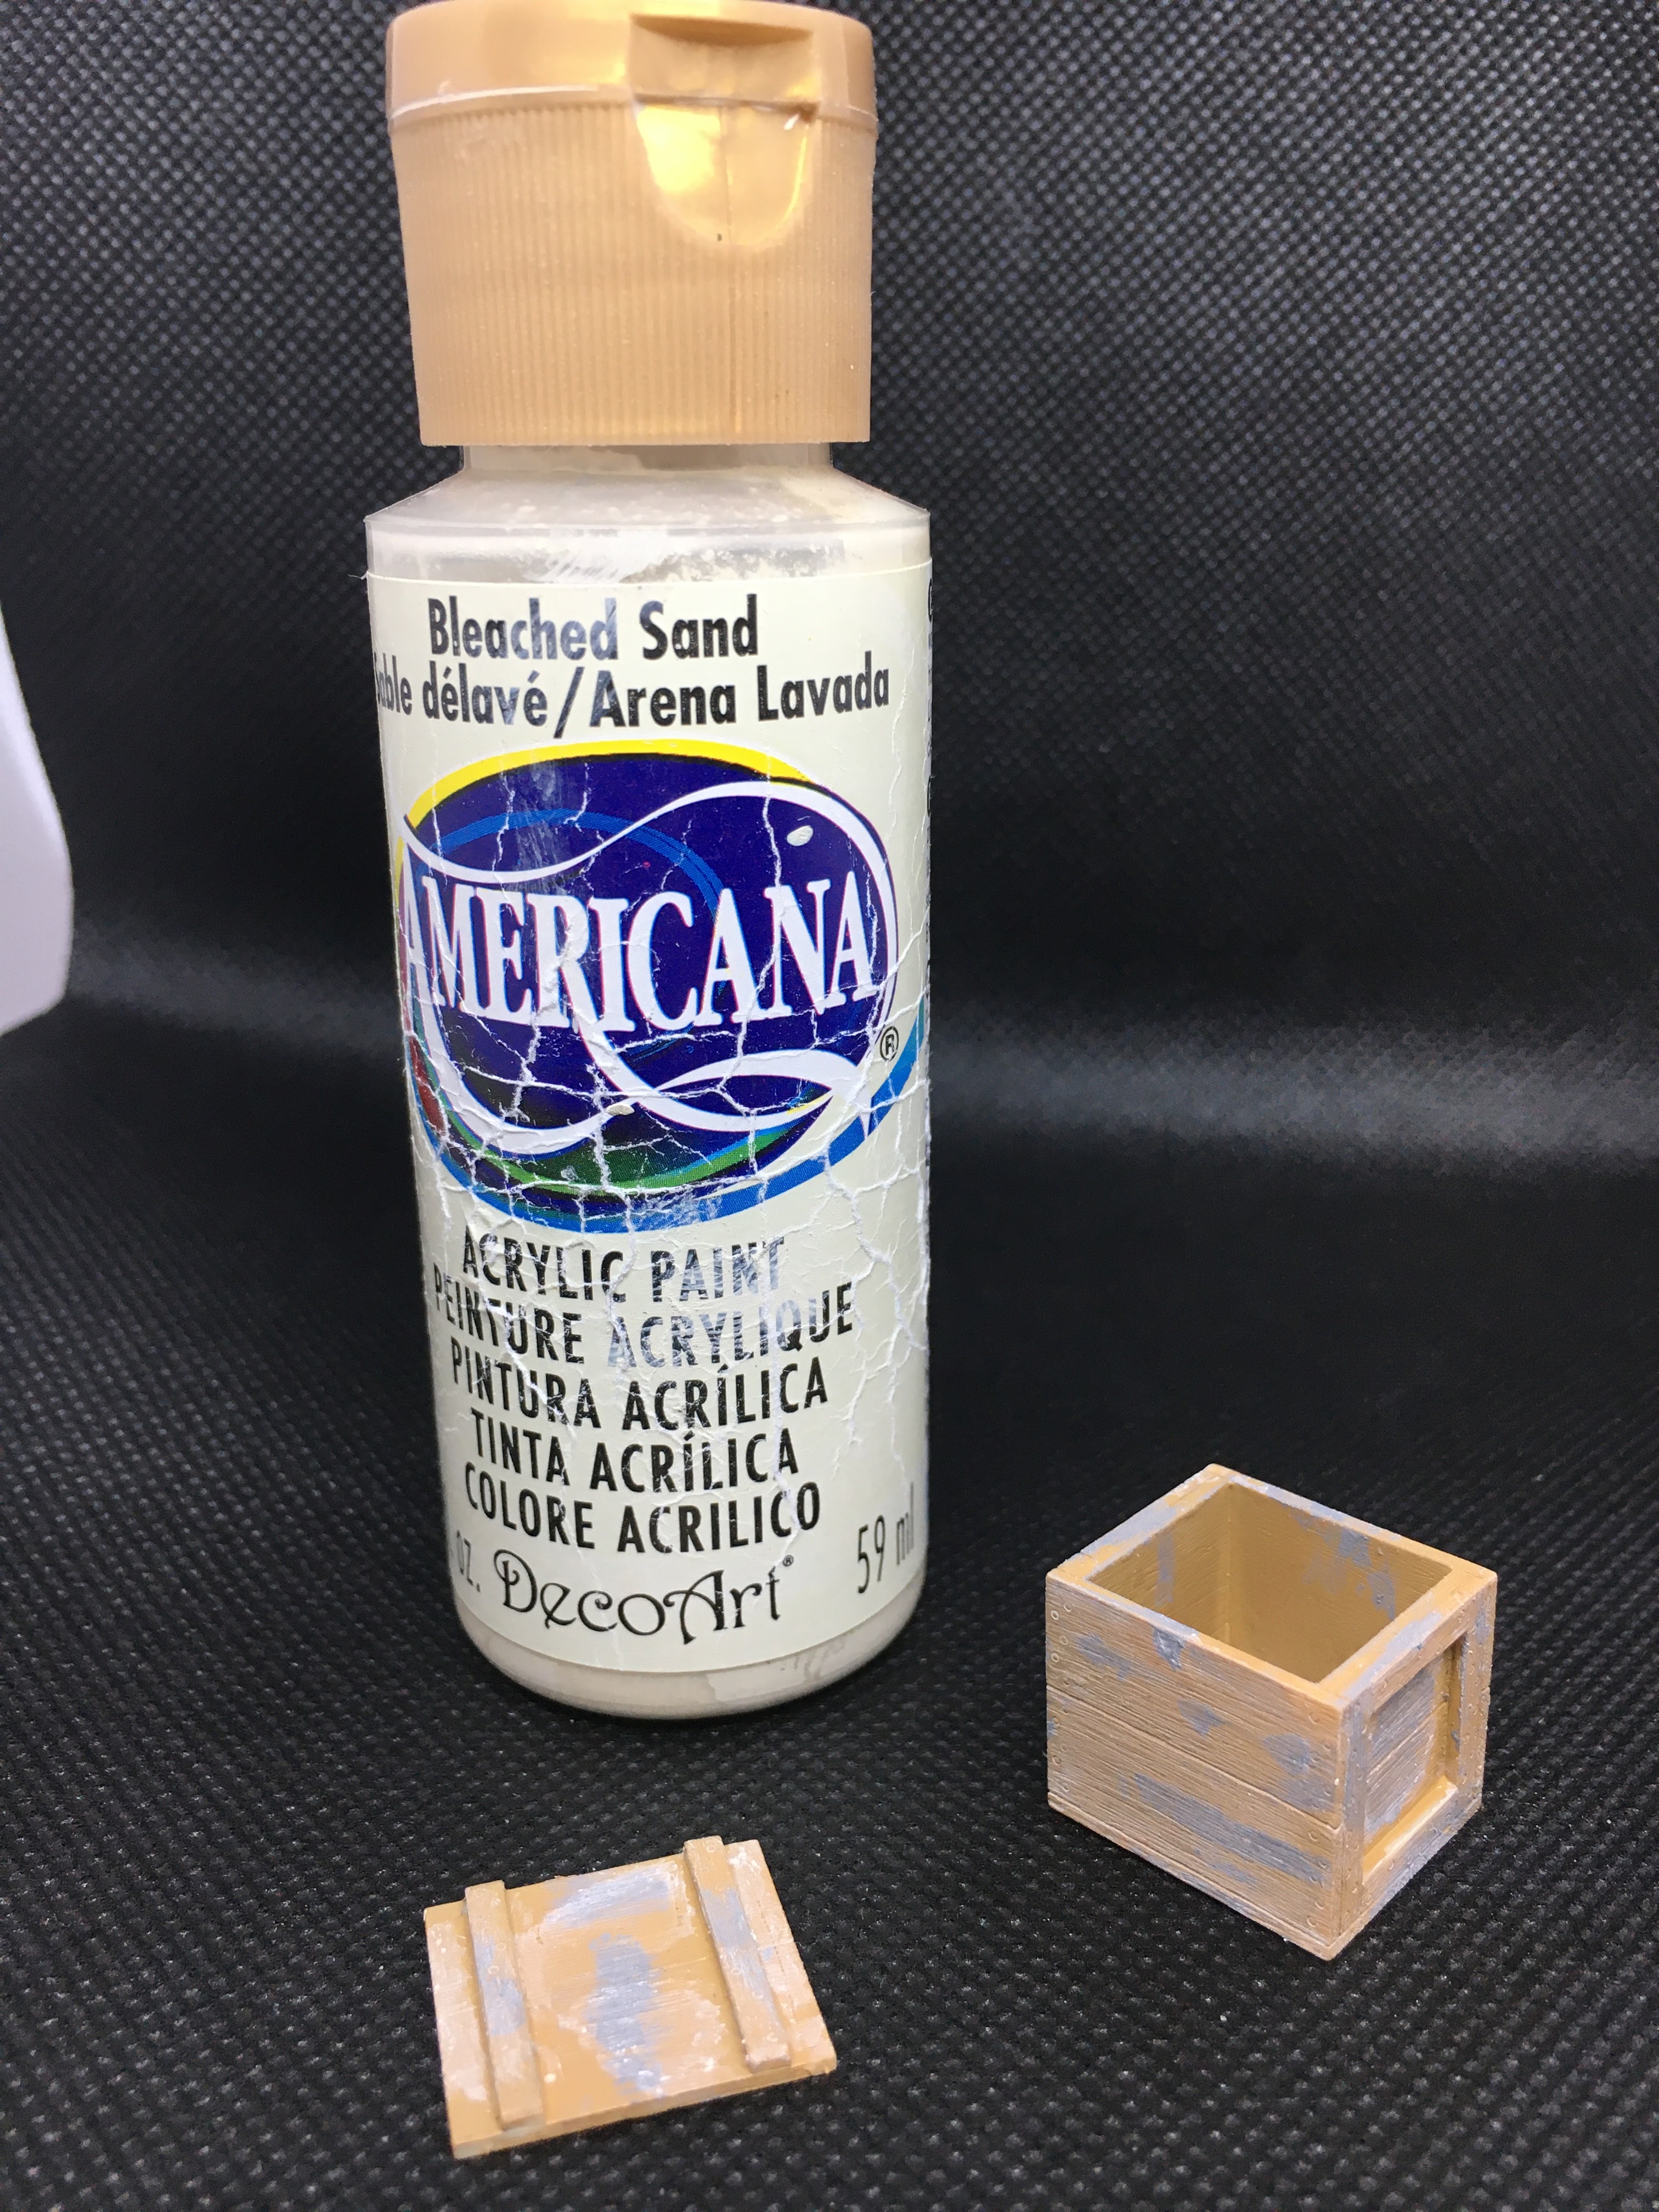 Bleached Sand
Sable délavé/Arena Lavada
AMERICANA®
ACRYLIC PAINT
PEINTURE ACRYLIQUE
PINTURA ACRÍLICA
TINTA ACRÍLICA
COLORE ACRILICO
OZ. DecoArt® 59 ml